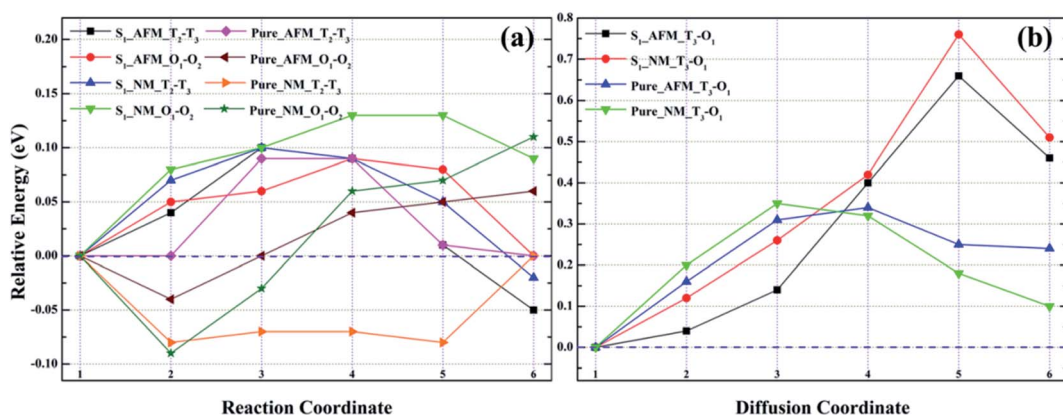 (a)
S₁_AFM_T₂-T₃ Pure_AFM_T₂-T₃
S₁_AFM_O₁-O₂ Pure_AFM_O₁-O₂
S₁_NM_T₂-T₃ Pure_NM_T₂-T₃
S₁_NM_O₁-O₂ Pure_NM_O₁-O₂
Relative Energy (eV)
0.20
0.15
0.10
0.05
0.00
-0.05
-0.10
1 2 3 4 5 6
Reaction Coordinate
(b)
S₁_AFM_T₃-O₁
S₁_NM_T₃-O₁
Pure_AFM_T₃-O₁
Pure_NM_T₃-O₁
0.8
0.7
0.6
0.5
0.4
0.3
0.2
0.1
0.0
1 2 3 4 5 6
Diffusion Coordinate